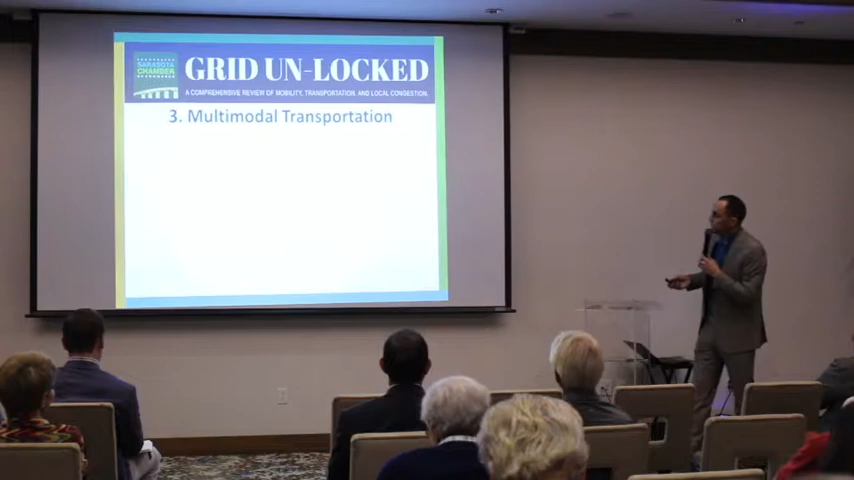 SARASOTA
CHAMBER
GRID UN-LOCKED
A COMPREHENSIVE REVIEW OF MOBILITY, TRANSPORTATION, AND LOCAL CONGESTION.
3. Multimodal Transportation